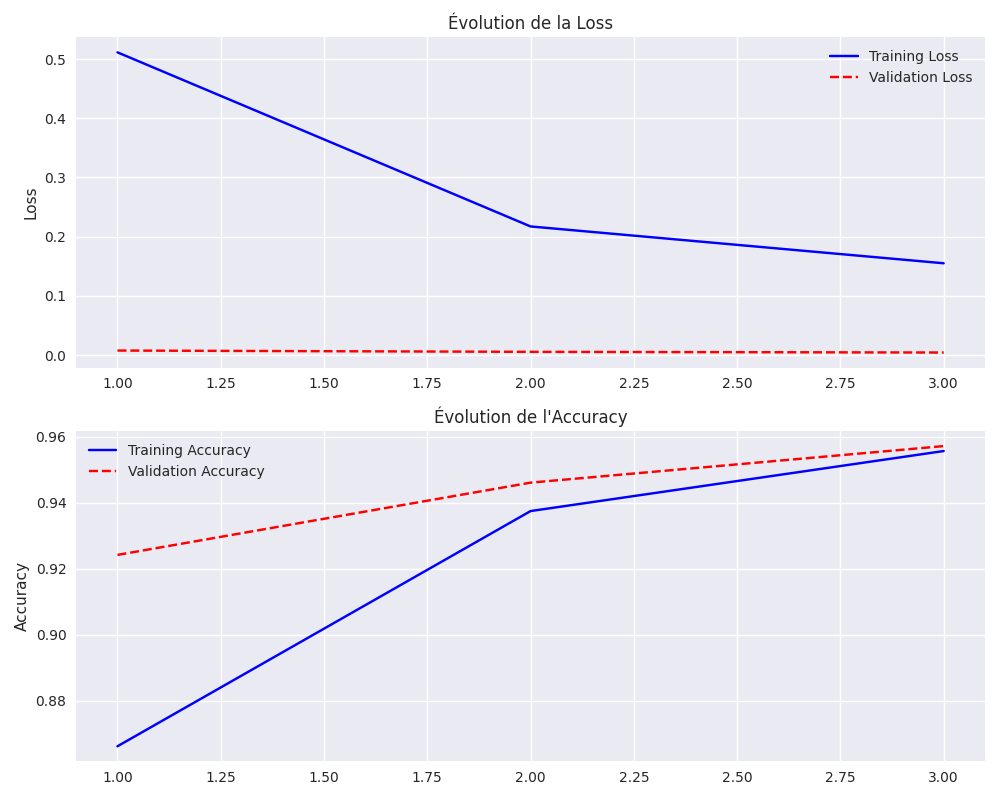 Évolution de la Loss
Training Loss
Validation Loss
Loss
0.5
0.4
0.3
0.2
0.1
0.0
1.00 1.25 1.50 1.75 2.00 2.25 2.50 2.75 3.00
Évolution de l'Accuracy
Training Accuracy
Validation Accuracy
Accuracy
0.96
0.94
0.92
0.90
0.88
1.00 1.25 1.50 1.75 2.00 2.25 2.50 2.75 3.00